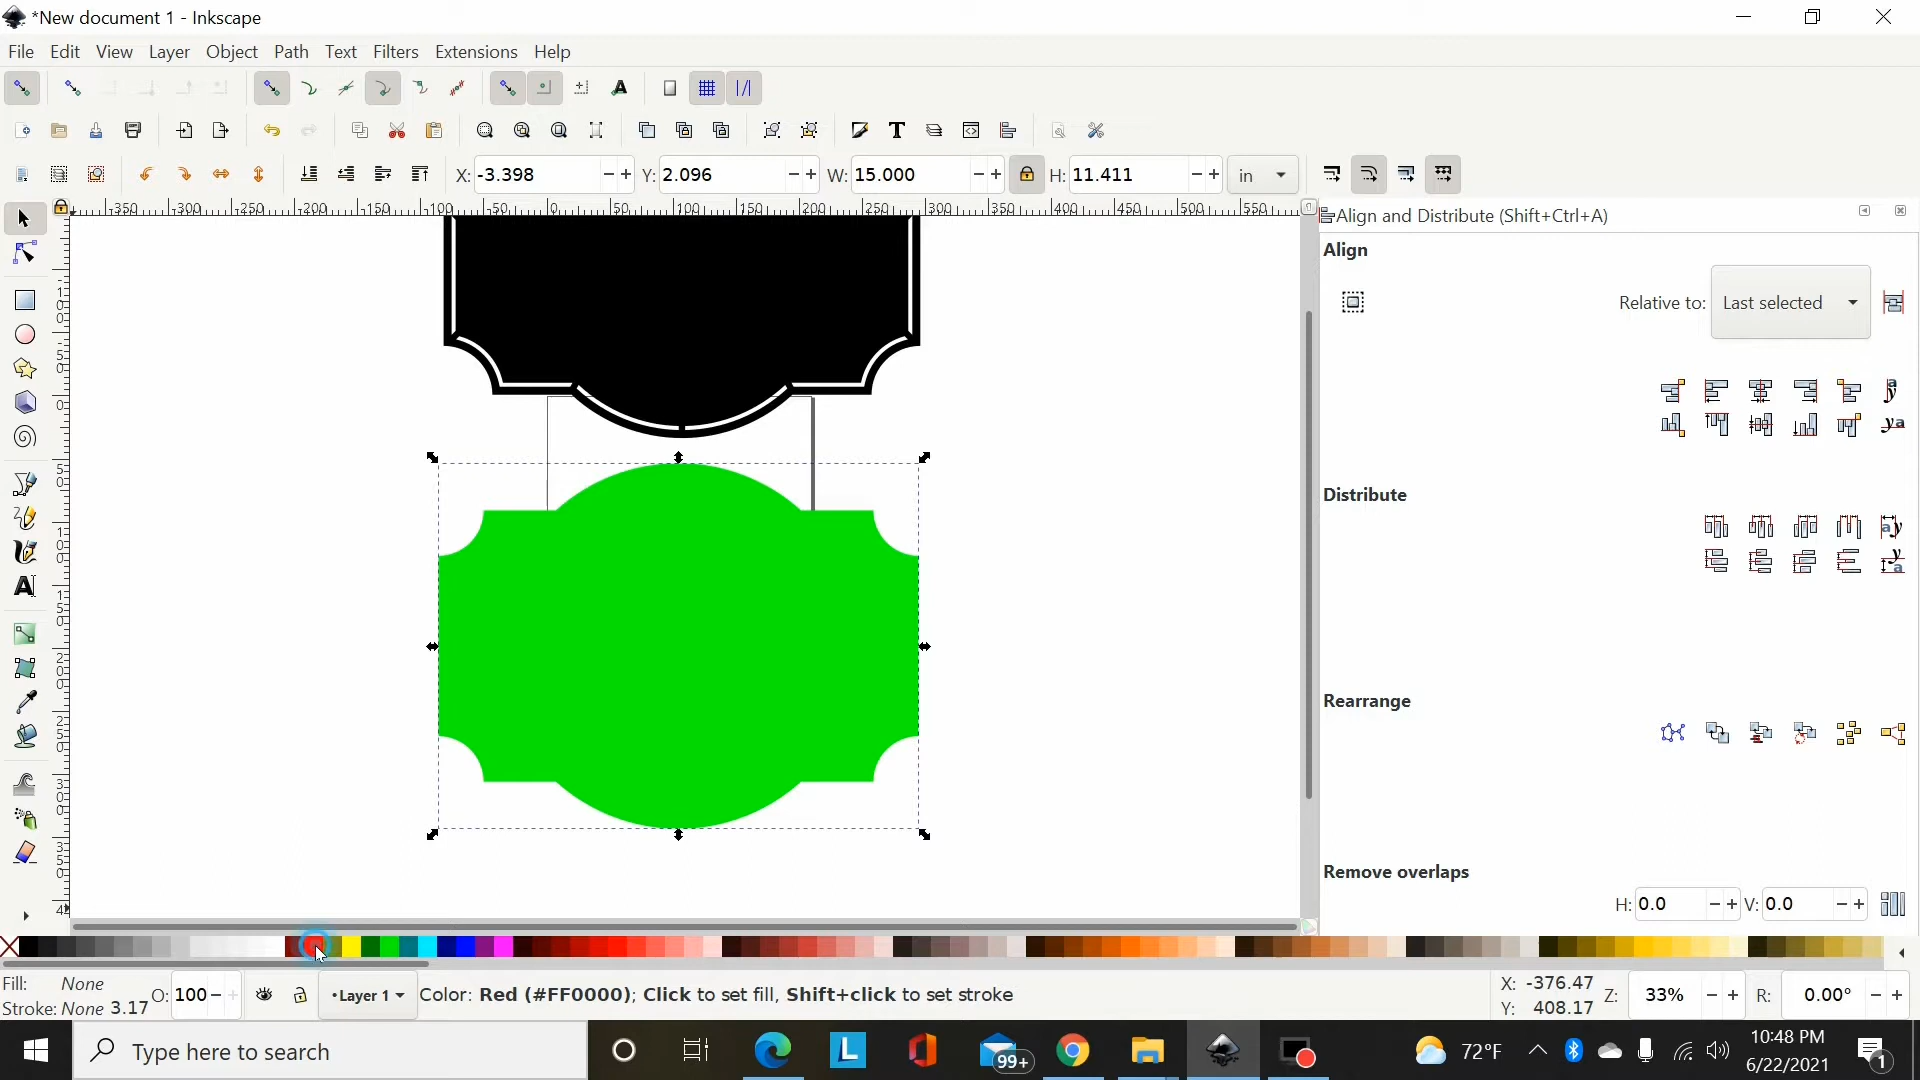 *New document 1 - Inkscape
File Edit View Layer Object Path Text Filters Extensions Help
X: -3.398 Y: 2.096 W: 15.000 H: 11.411 in
Align and Distribute (Shift+Ctrl+A)
Align
Relative to: Last selected
Distribute
Rearrange
Remove overlaps
H: 0.0 V: 0.0
Fill: None
Stroke: None 3.17
O: 100
•Layer 1
Color: Red (#FF0000); Click to set fill, Shift+click to set stroke
X: -376.47
Y: 408.17
Z: 33%
R: 0.00°
Type here to search
99+
72°F
10:48 PM
6/22/2021
1